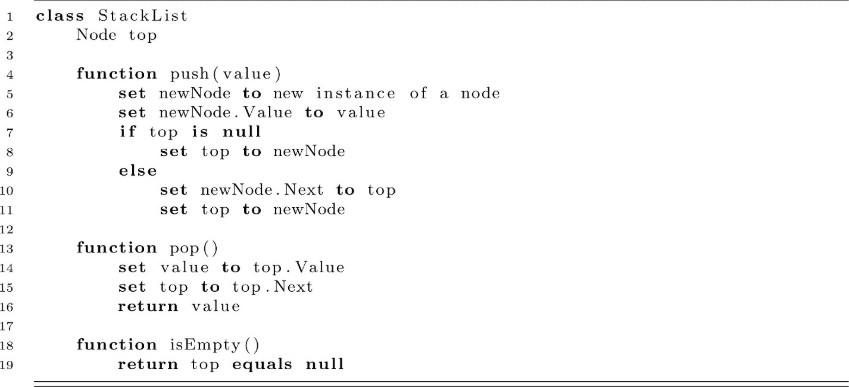 1 class StackList
2 Node top
3
4 function push(value)
5 set newNode to new instance of a node
6 set newNode.Value to value
7 if top is null
8 set top to newNode
9 else
10 set newNode.Next to top
11 set top to newNode
12
13 function pop()
14 set value to top.Value
15 set top to top.Next
16 return value
17
18 function isEmpty()
19 return top equals null